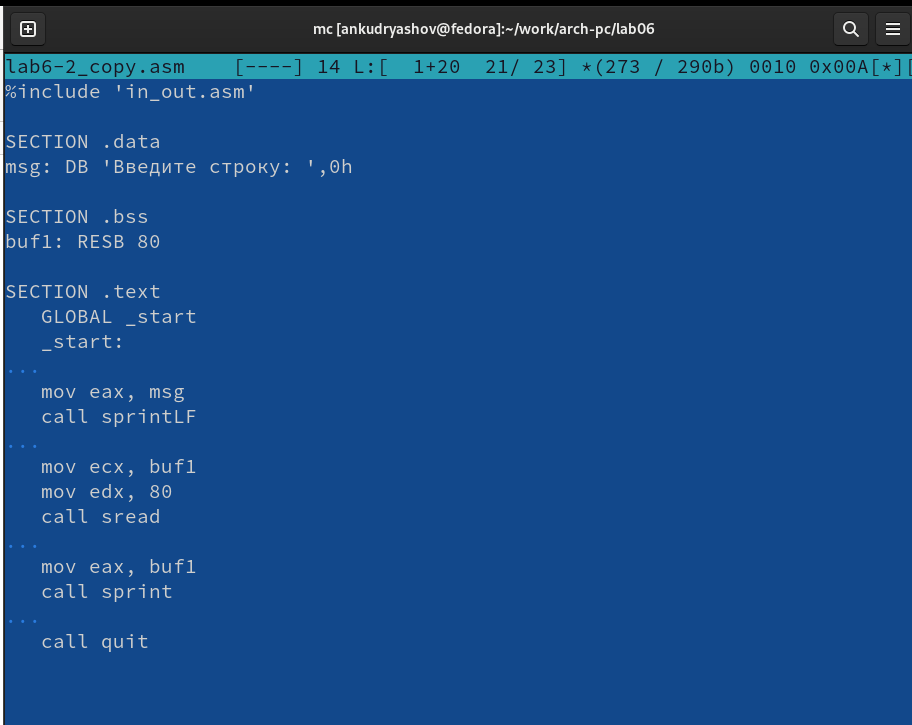 mc [ankudryashov@fedora]:~/work/arch-pc/lab06
lab6-2_copy.asm    [----] 14 L:[  1+20  21/ 23] *(273 / 290b) 0010 0x00A[*][
%include 'in_out.asm'

SECTION .data
msg: DB 'Введите строку: ',0h

SECTION .bss
buf1: RESB 80

SECTION .text
   GLOBAL _start
   _start:
...
   mov eax, msg
   call sprintLF
...
   mov ecx, buf1
   mov edx, 80
   call sread
...
   mov eax, buf1
   call sprint
...
   call quit